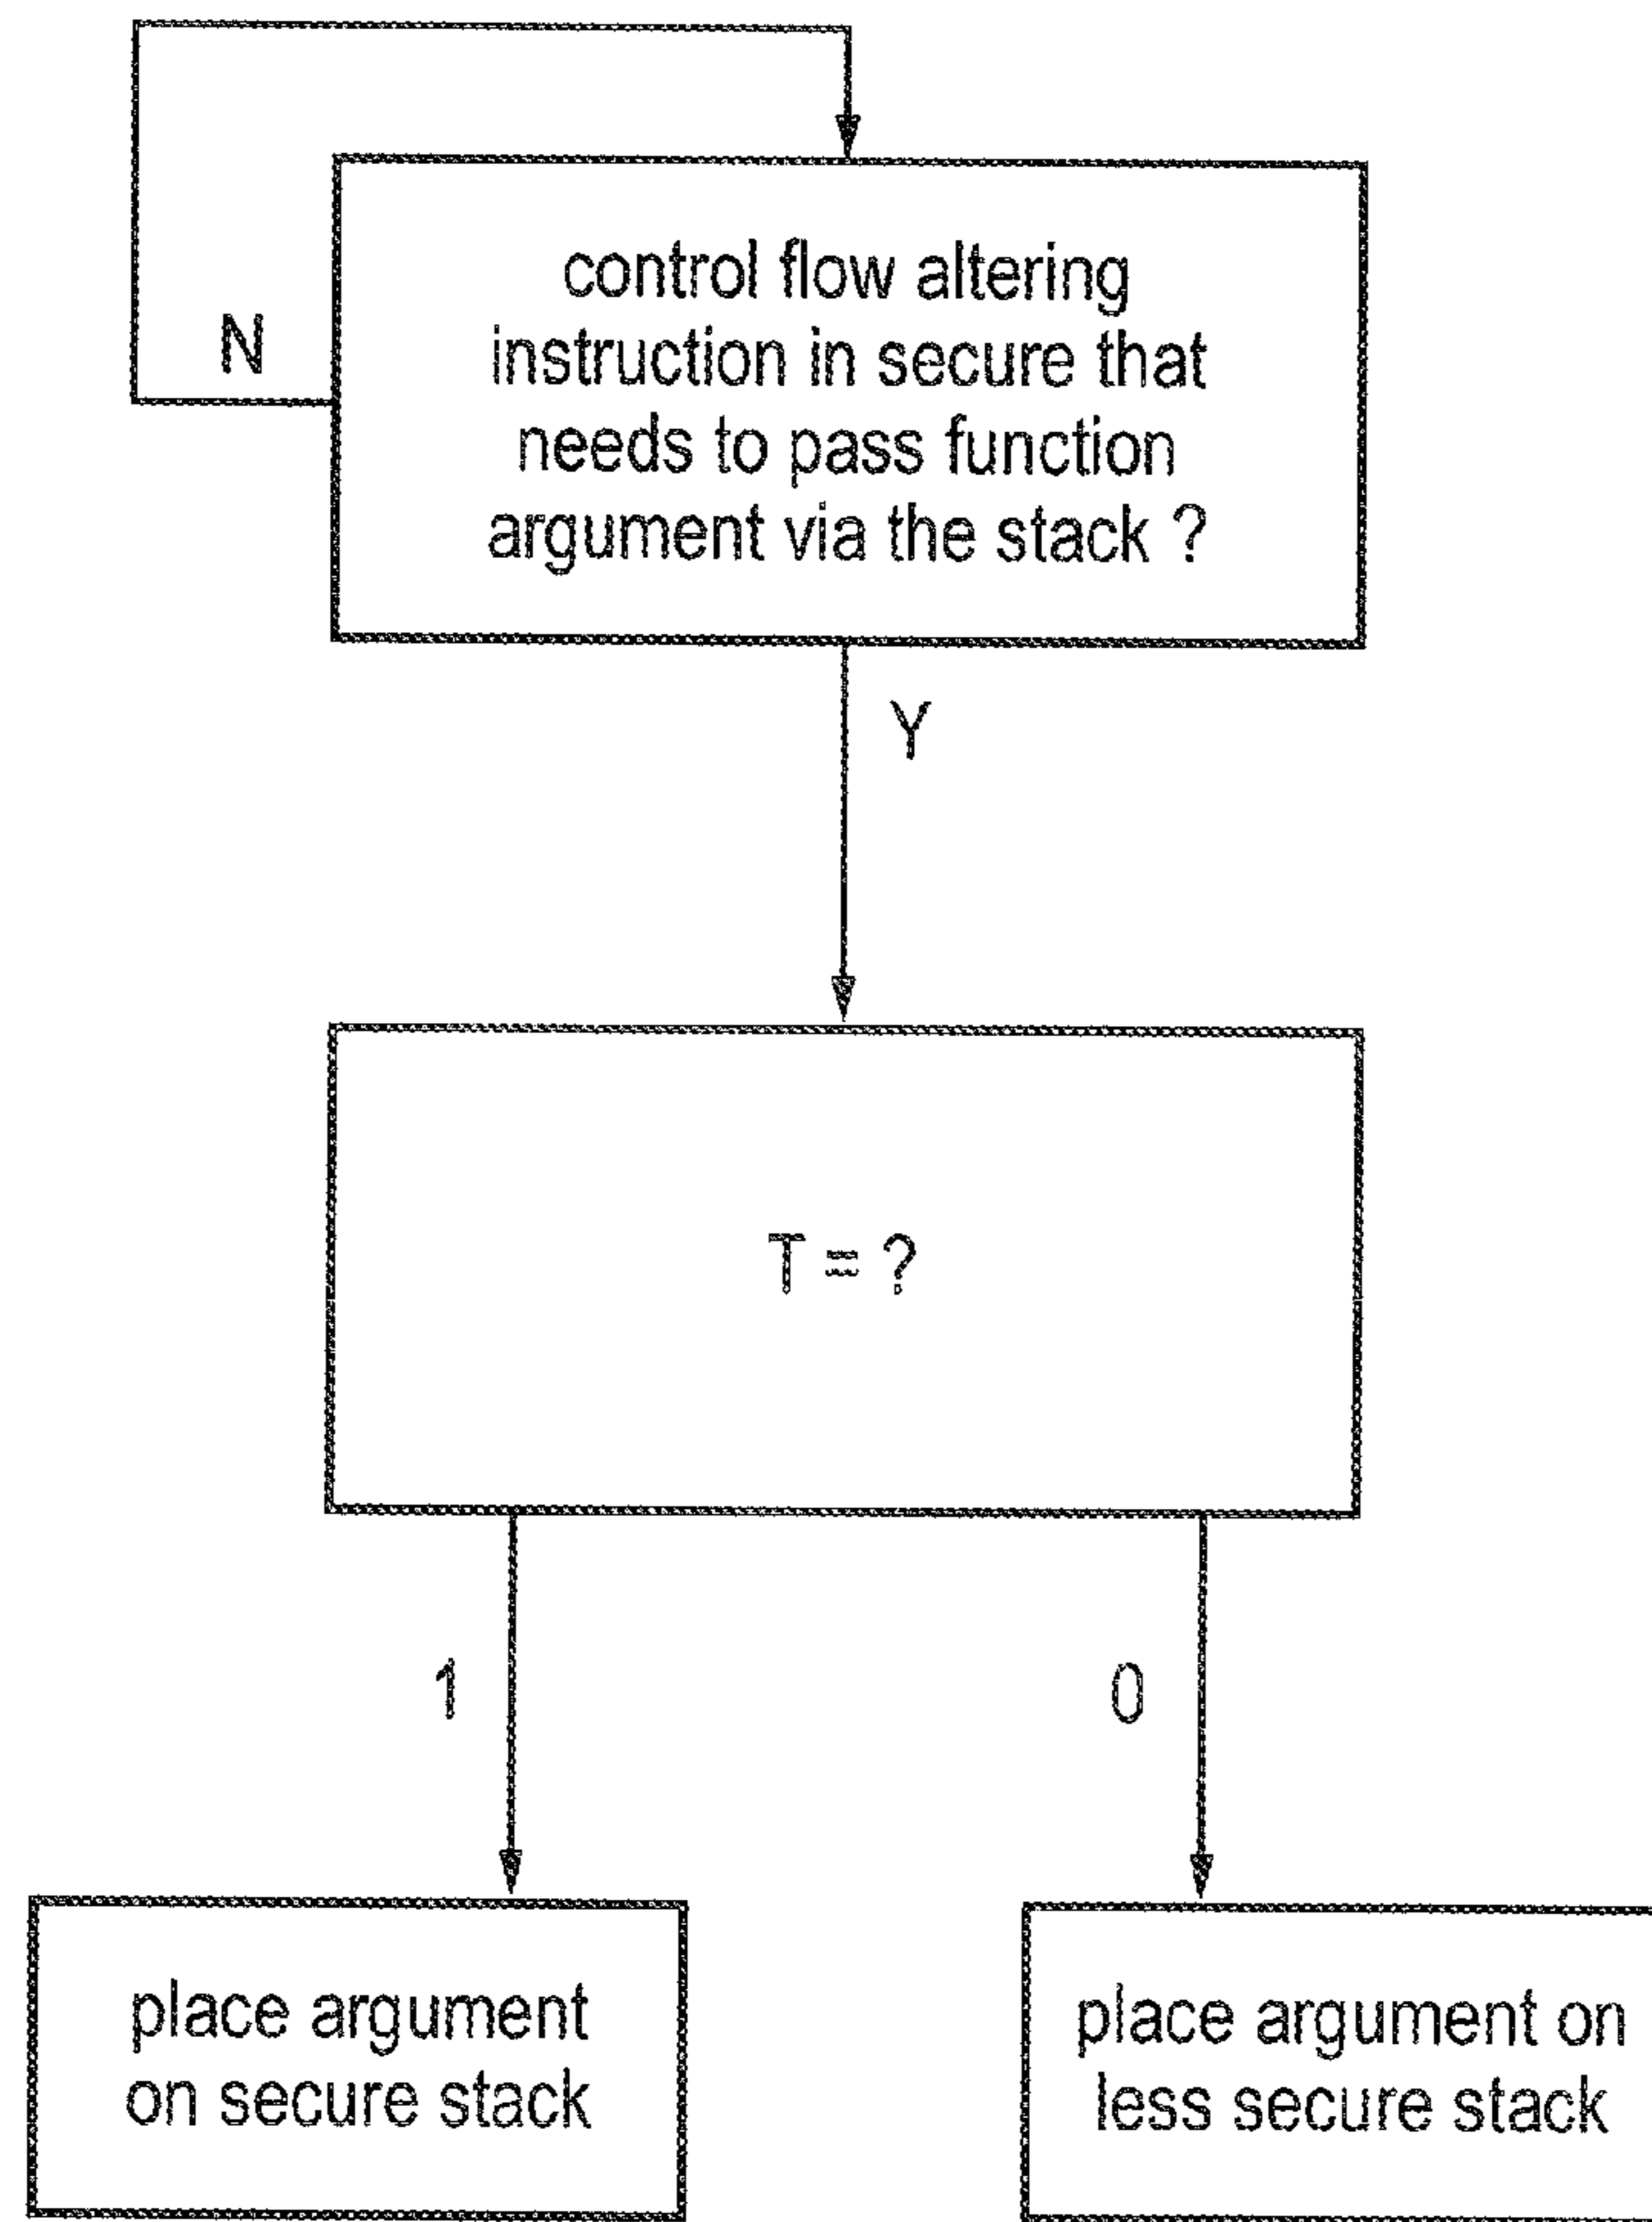 control flow altering
instruction in secure that
needs to pass function
argument via the stack ?
N
Y
T = ?
1
0
place argument
on secure stack
place argument on
less secure stack